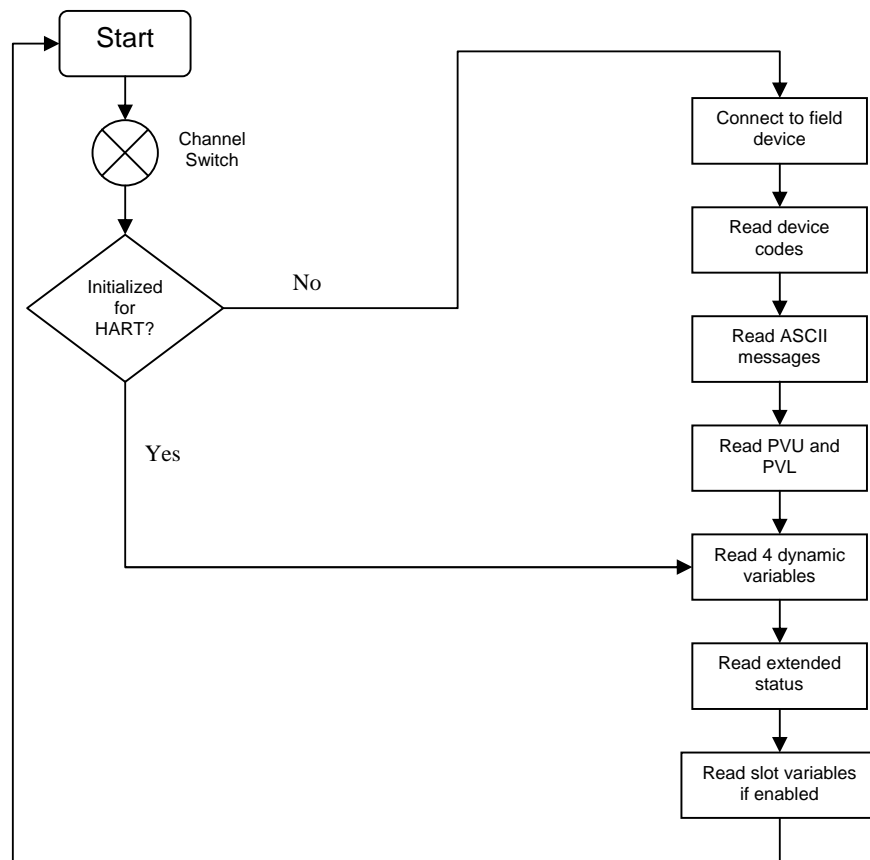 Start
Channel
Switch
Initialized
for
HART?
No
Yes
Connect to field
device
Read device
codes
Read ASCII
messages
Read PVU and
PVL
Read 4 dynamic
variables
Read extended
status
Read slot variables
if enabled